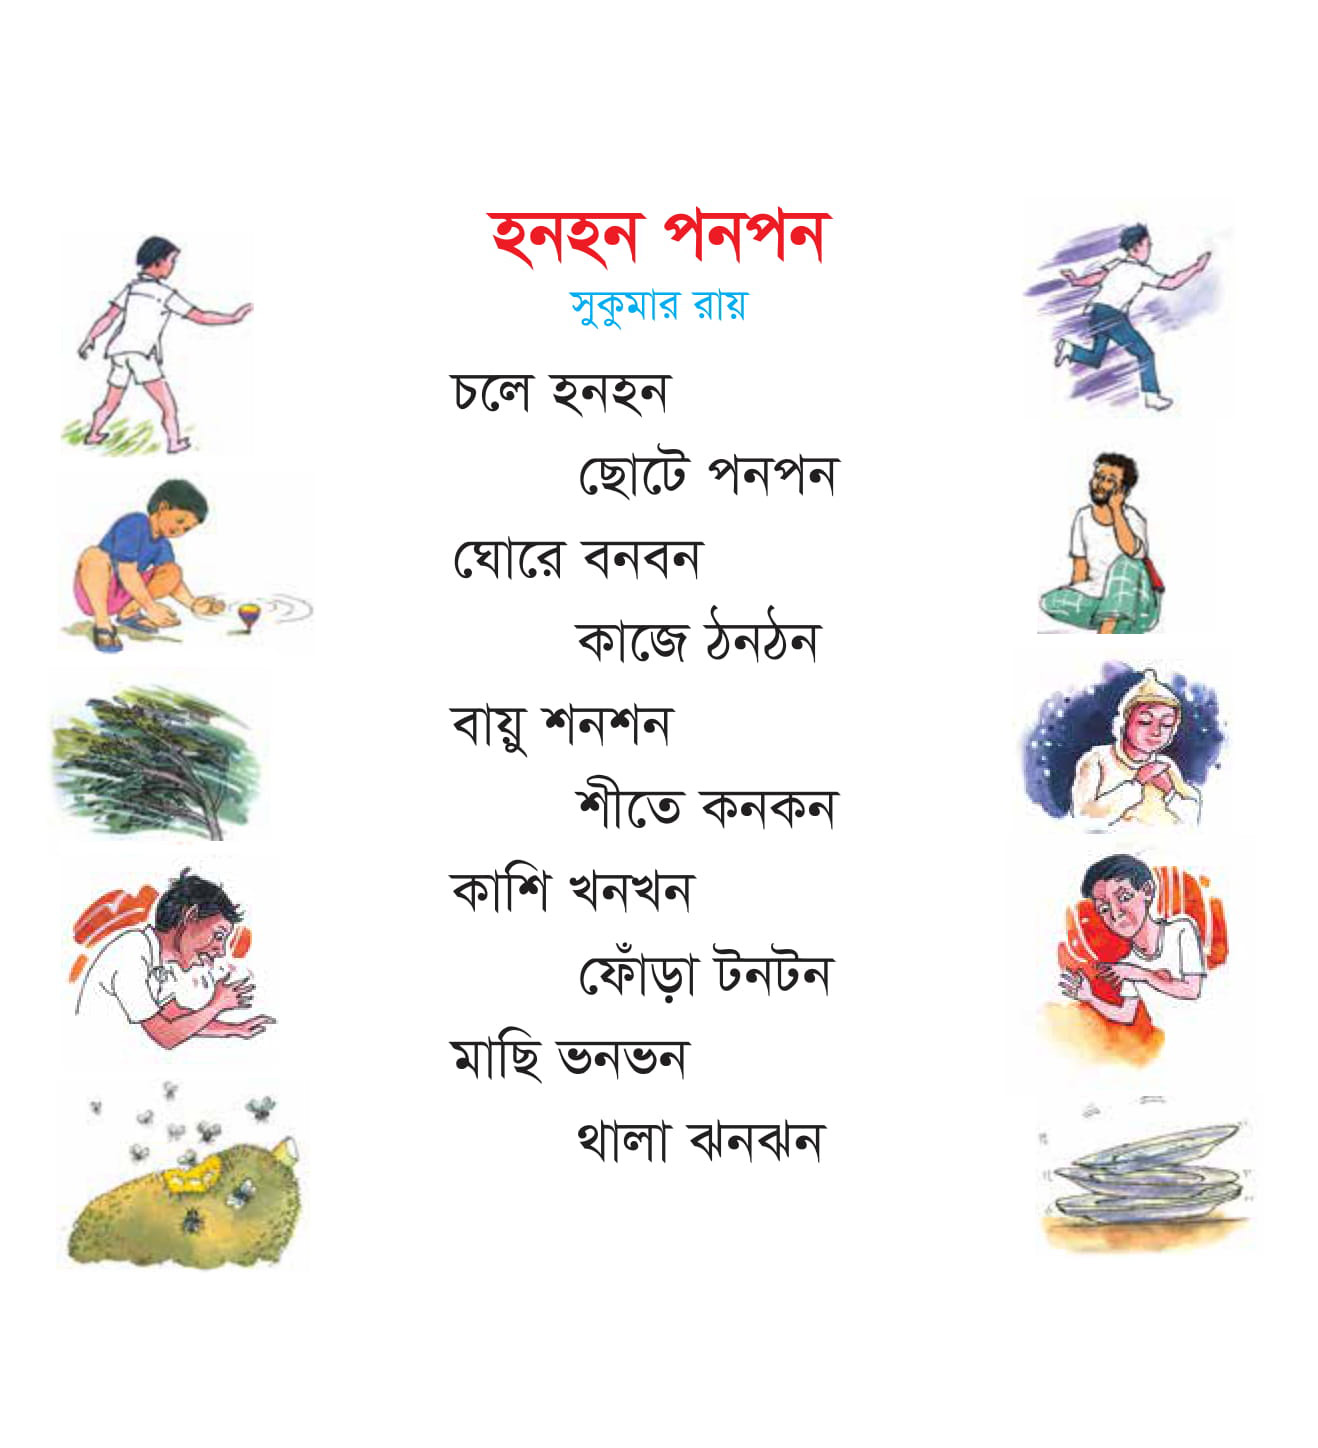 হনহন পনপন
সুকুমার রায়
চলে হনহন
ছোটে পনপন
ঘোরে বনবন
কাজে ঠনঠন
বায়ু শনশন
শীতে কনকন
কাশি খনখন
ফোঁড়া টনটন
মাছি ভনভন
থালা ঝনঝন